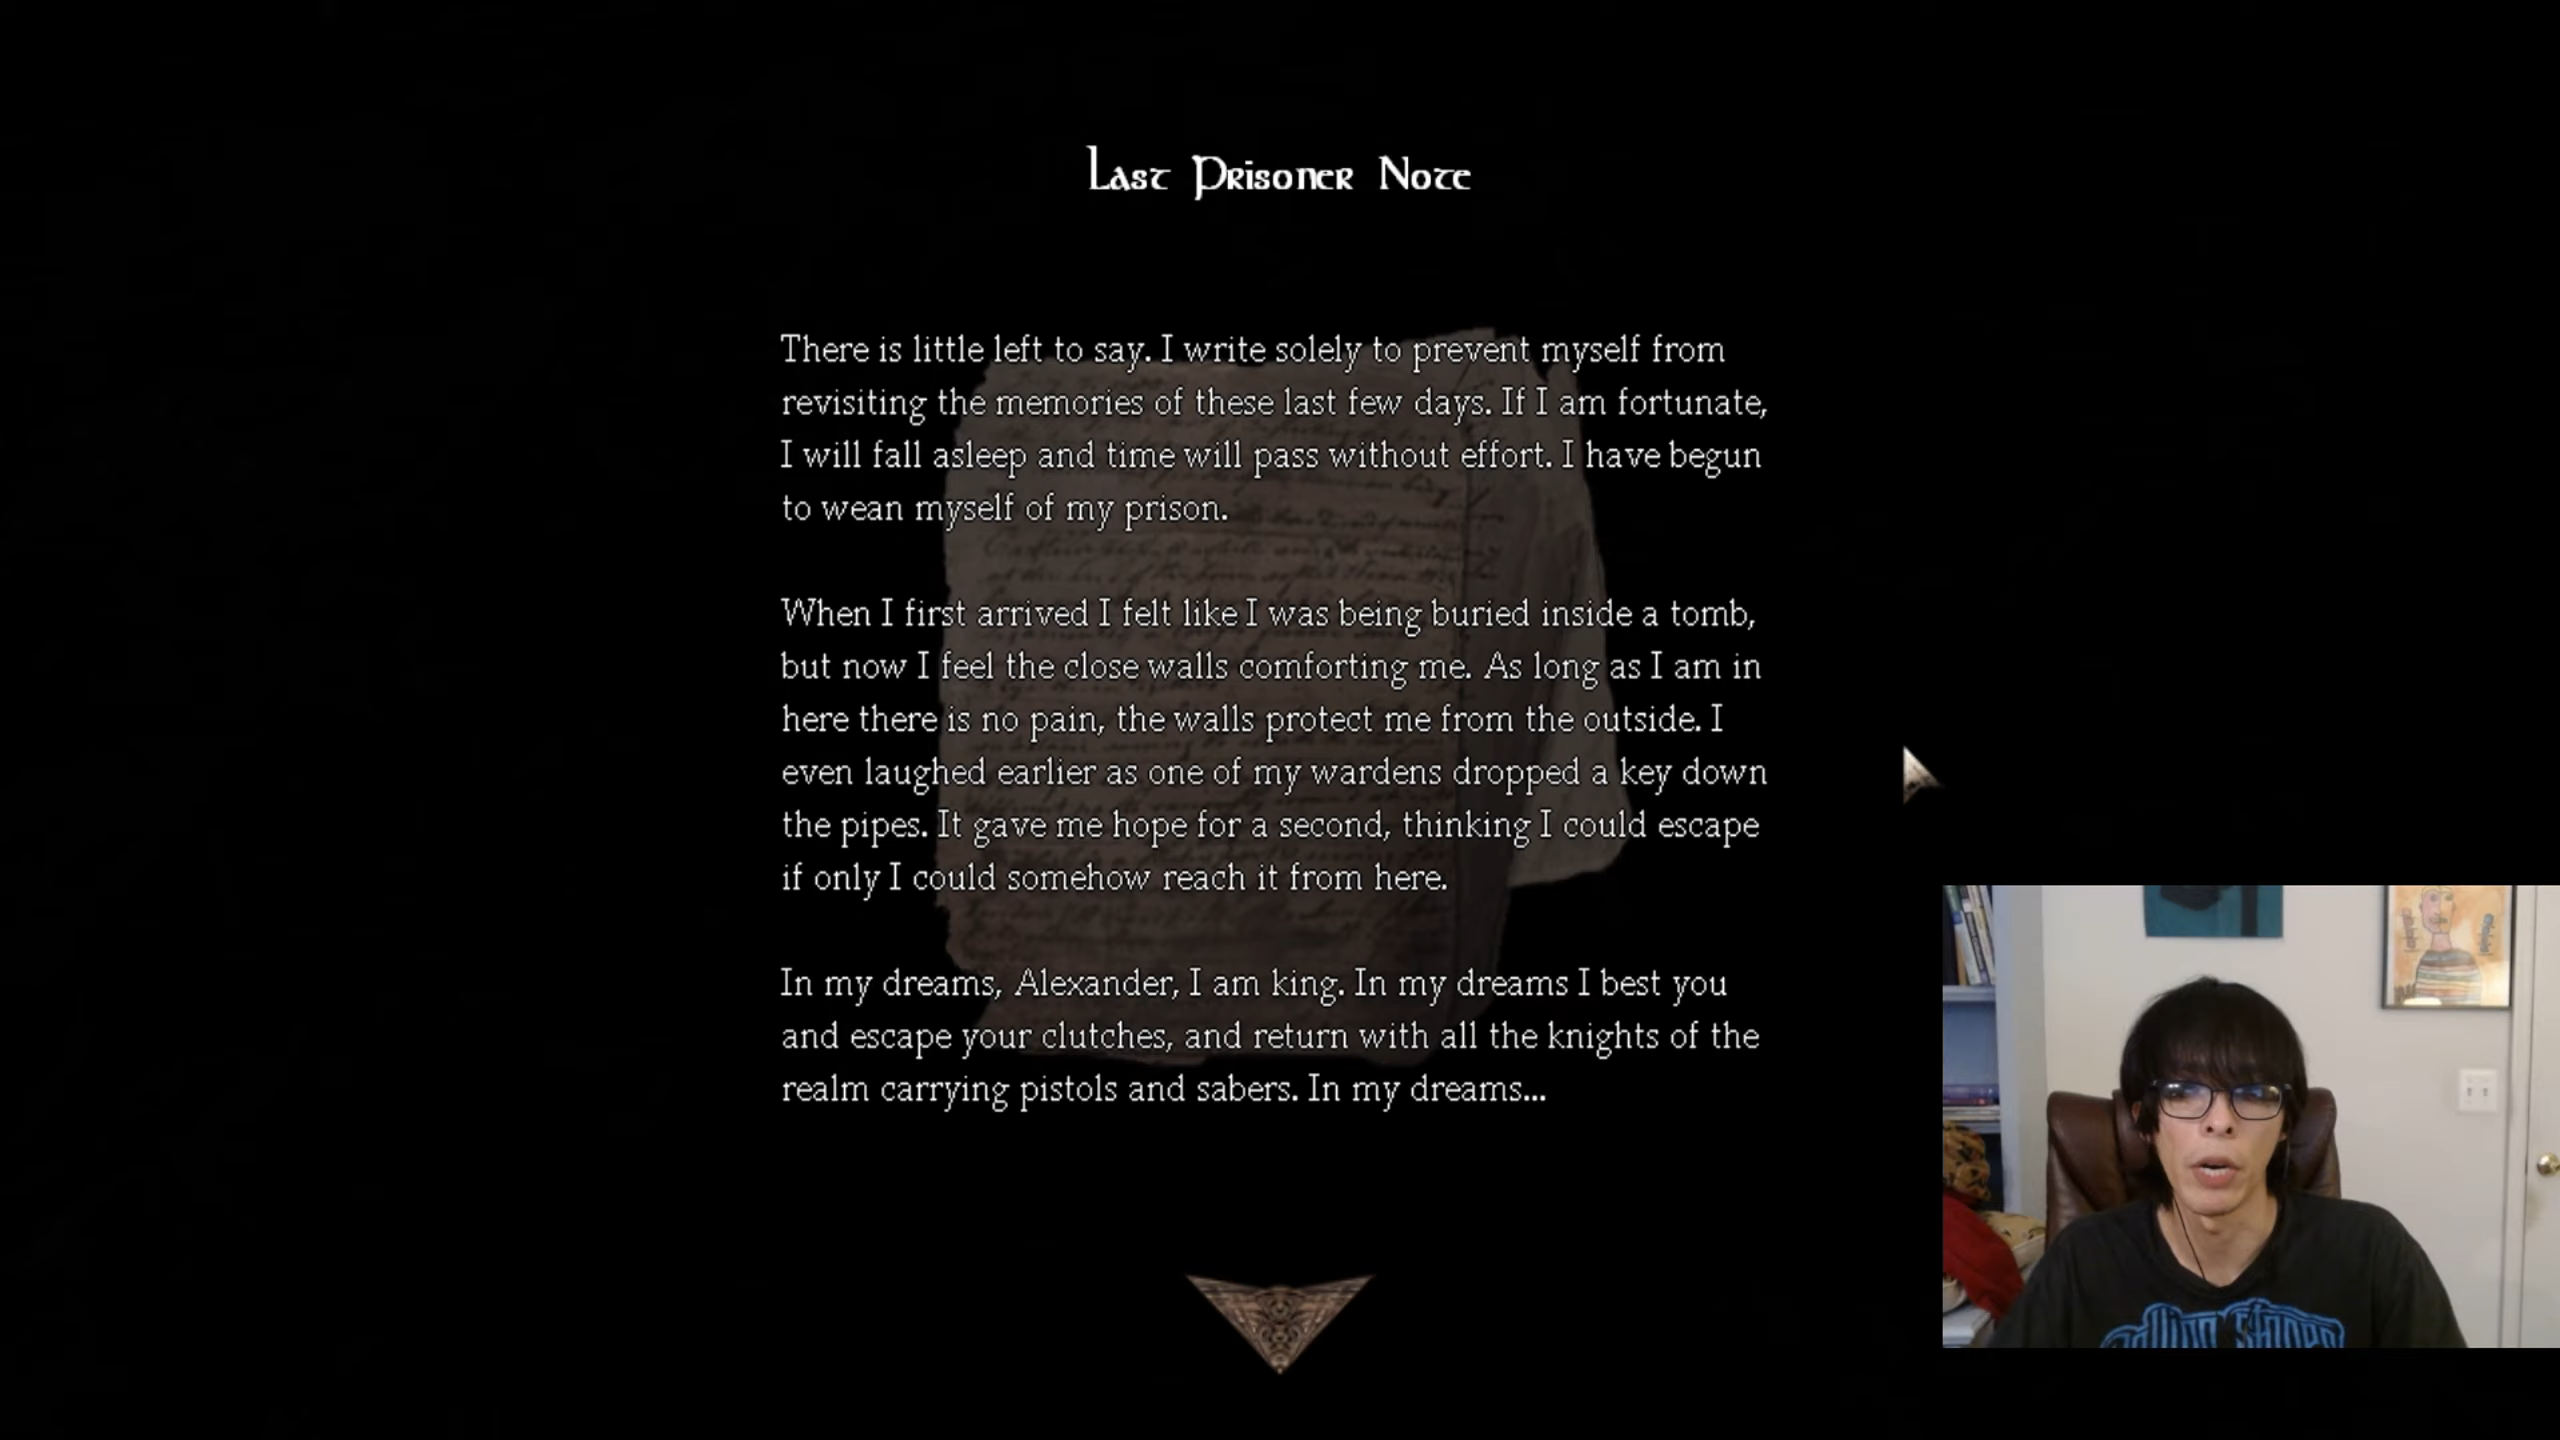 Last Prisoner Note
There is little left to say. I write solely to prevent myself from
revisiting the memories of these last few days. If I am fortunate,
I will fall asleep and time will pass without effort. I have begun
to wean myself of my prison.
When I first arrived I felt like I was being buried inside a tomb,
but now I feel the close walls comforting me. As long as I am in
here there is no pain, the walls protect me from the outside. I
even laughed earlier as one of my wardens dropped a key down
the pipes. It gave me hope for a second, thinking I could escape
if only I could somehow reach it from here.
In my dreams, Alexander, I am king. In my dreams I best you
and escape your clutches, and return with all the knights of the
realm carrying pistols and sabers. In my dreams...